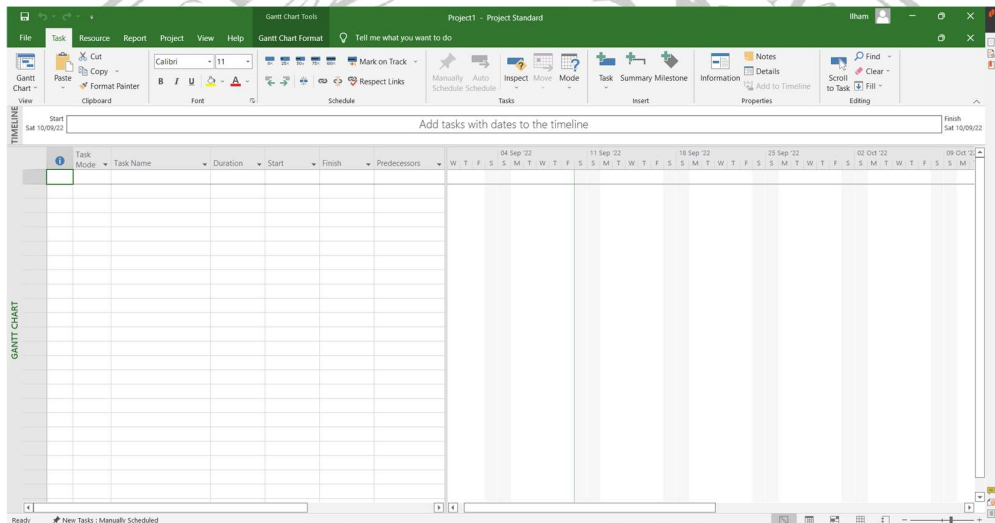 Gantt Chart Tools
Project1 - Project Standard
Ilham
File Task Resource Report Project View Help Gantt Chart Format Tell me what you want to do
Gantt Chart
View
Paste
Cut
Copy
Format Painter
Clipboard
Calibri 11
B I U A
Font
0% 25% 50% 75% 100%
Mark on Track
Respect Links
Schedule
Manually Schedule
Auto Schedule
Inspect
Move
Mode
Tasks
Task
Summary
Milestone
Insert
Information
Notes
Details
Add to Timeline
Properties
Scroll to Task
Find
Clear
Fill
Editing
TIMELINE
Start
Sat 10/09/22
Add tasks with dates to the timeline
Finish
Sat 10/09/22
Task Mode
Task Name
Duration
Start
Finish
Predecessors
04 Sep '22 11 Sep '22 18 Sep '22 25 Sep '22 02 Oct '22 09 Oct '22
W T F S S M T W T F S S M T W T F S S M T W T F S S M T W T F S S M T W T F S S M
GANTT CHART
Ready
New Tasks : Manually Scheduled